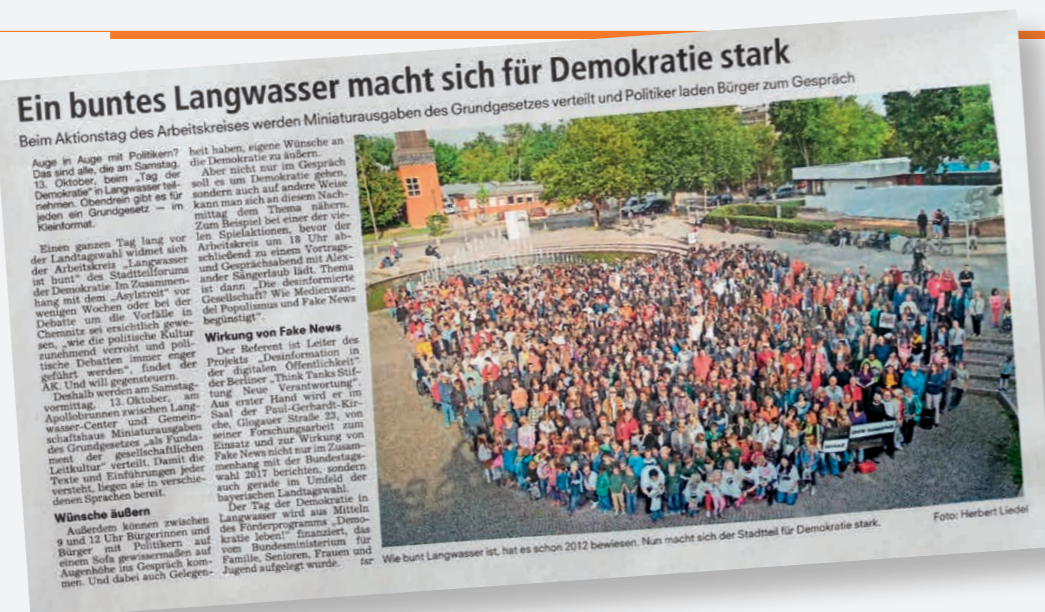 Ein buntes Langwasser macht sich für Demokratie stark
Beim Aktionstag des Arbeitskreises werden Miniaturausgaben des Grundgesetzes verteilt und Politiker laden Bürger zum Gespräch
Auge in Auge mit Politikern?
Das sind alle, die am Samstag,
13. Oktober, beim „Tag der
Demokratie“ in Langwasser teil-
nehmen. Obendrein gibt es für
jeden ein Grundgesetz — im
Kleinformat.
Einen ganzen Tag lang vor
der Landtagswahl widmet sich
der Arbeitskreis „Langwasser
ist bunt“ des Stadtteilforums
der Demokratie. Im Zusammen-
hang mit dem „Asylstreit“ vor
wenigen Wochen oder bei der
Debatte um die Vorfälle in
Chemnitz sei ersichtlich gewe-
sen, „wie die politische Kultur
zunehmend verroht und poli-
tische Debatten immer enger
geführt werden“, findet der
AK. Und will gegensteuern.
Deshalb werden am Samstag-
vormittag, 13. Oktober, am
Apollobrunnen zwischen Lang-
wasser-Center und Gemein-
schaftshaus Miniaturausgaben
des Grundgesetzes „als Funda-
ment der gesellschaftlichen
Leitkultur“ verteilt. Damit die
Texte und Einführungen jeder
versteht, liegen sie in verschie-
denen Sprachen bereit.
Wünsche äußern
Außerdem können zwischen
9 und 12 Uhr Bürgerinnen und
Bürger mit Politikern auf
einem Sofa gewissermaßen auf
Augenhöhe ins Gespräch kom-
men. Und dabei auch Gelegen-
heit haben, eigene Wünsche an
die Demokratie zu äußern.
Aber nicht nur im Gespräch
soll es um Demokratie gehen,
sondern auch auf andere Weise
kann man sich an diesem Nach-
mittag dem Thema nähern.
Zum Beispiel bei einer der vie-
len Spielaktionen, bevor der
Arbeitskreis um 18 Uhr ab-
schließend zu einem Vortrags-
und Gesprächsabend mit Alex-
ander Sängerlaub lädt. Thema
ist dann „Die desinformierte
Gesellschaft? Wie Medienwan-
del Populismus und Fake News
begünstigt“.
Wirkung von Fake News
Der Referent ist Leiter des
Projekts „Desinformation in
der digitalen Öffentlichkeit“
der Berliner „Think Tanks Stif-
tung Neue Verantwortung“.
Aus erster Hand wird er im
Saal der Paul-Gerhardt-Kir-
che, Glogauer Straße 23, von
seiner Forschungsarbeit zum
Einsatz und zur Wirkung von
Fake News nicht nur im Zusam-
menhang mit der Bundestags-
wahl 2017 berichten, sondern
auch gerade im Umfeld der
bayerischen Landtagswahl.
Der Tag der Demokratie in
Langwasser wird aus Mitteln
des Förderprogramms „Demo-
kratie leben!“ finanziert, das
vom Bundesministerium für
Familie, Senioren, Frauen und
Jugend aufgelegt wurde. tsr
Wie bunt Langwasser ist, hat es schon 2012 bewiesen. Nun macht sich der Stadtteil für Demokratie stark.
Foto: Herbert Liedel